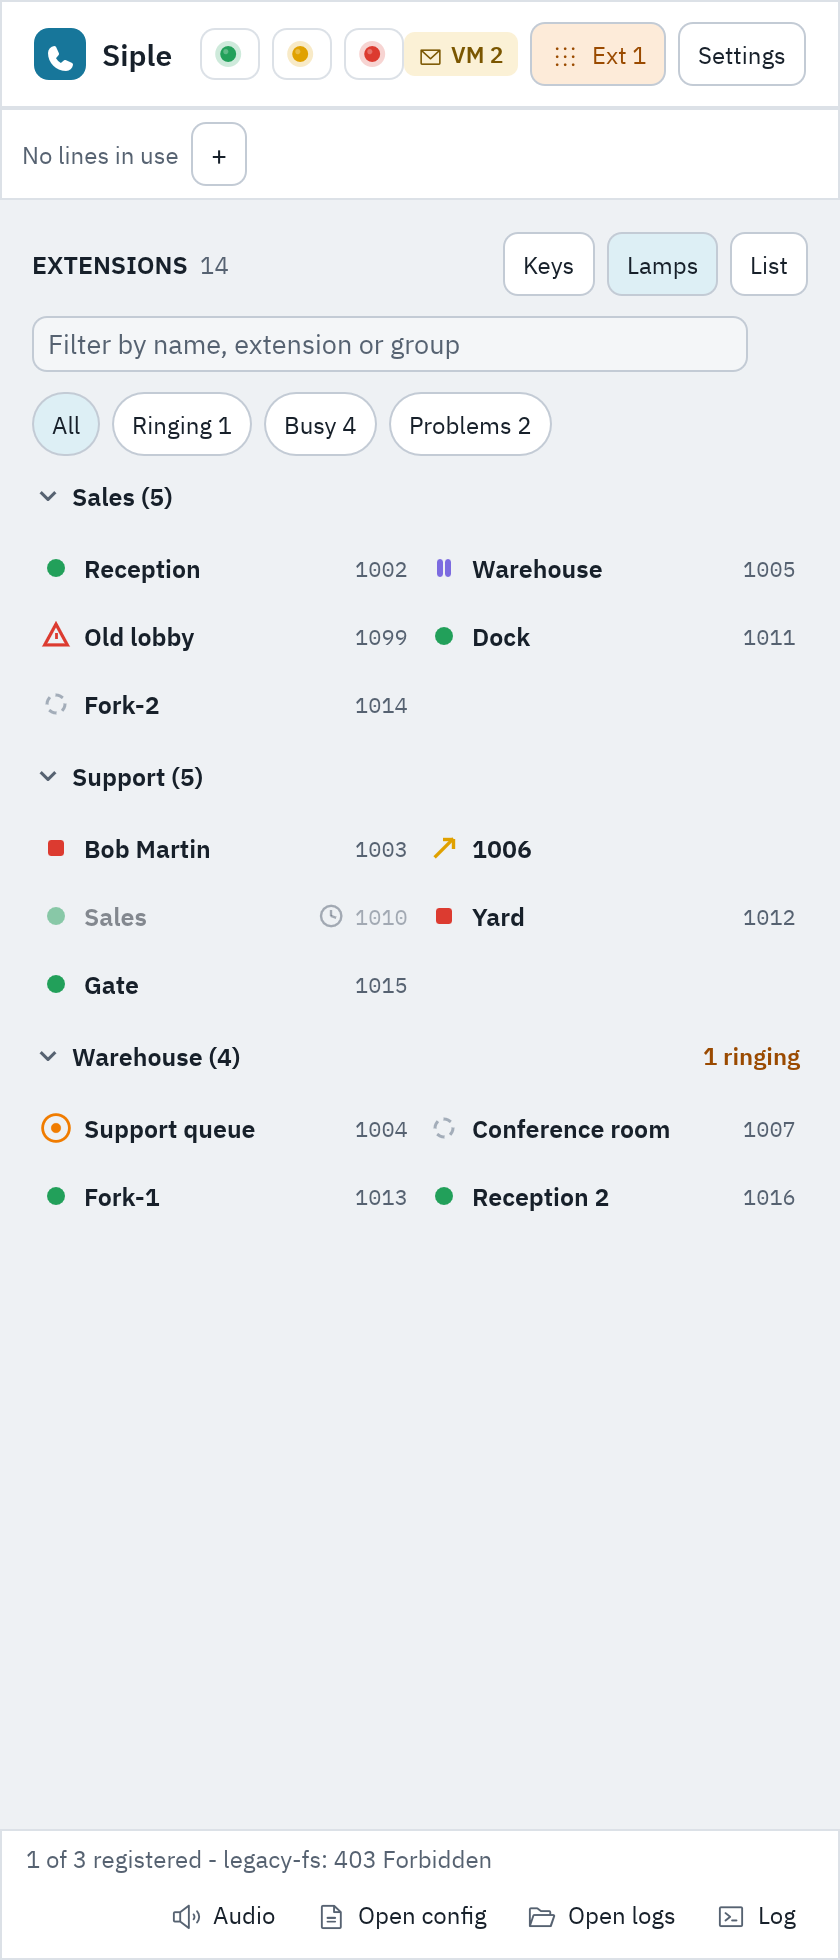 Siple VM 2 Ext 1 Settings
No lines in use +
EXTENSIONS 14 Keys Lamps List
Filter by name, extension or group
All Ringing 1 Busy 4 Problems 2
Sales (5)
Reception 1002 Warehouse 1005
Old lobby 1099 Dock 1011
Fork-2 1014
Support (5)
Bob Martin 1003 1006
Sales 1010 Yard 1012
Gate 1015
Warehouse (4) 1 ringing
Support queue 1004 Conference room 1007
Fork-1 1013 Reception 2 1016
1 of 3 registered - legacy-fs: 403 Forbidden
Audio Open config Open logs Log